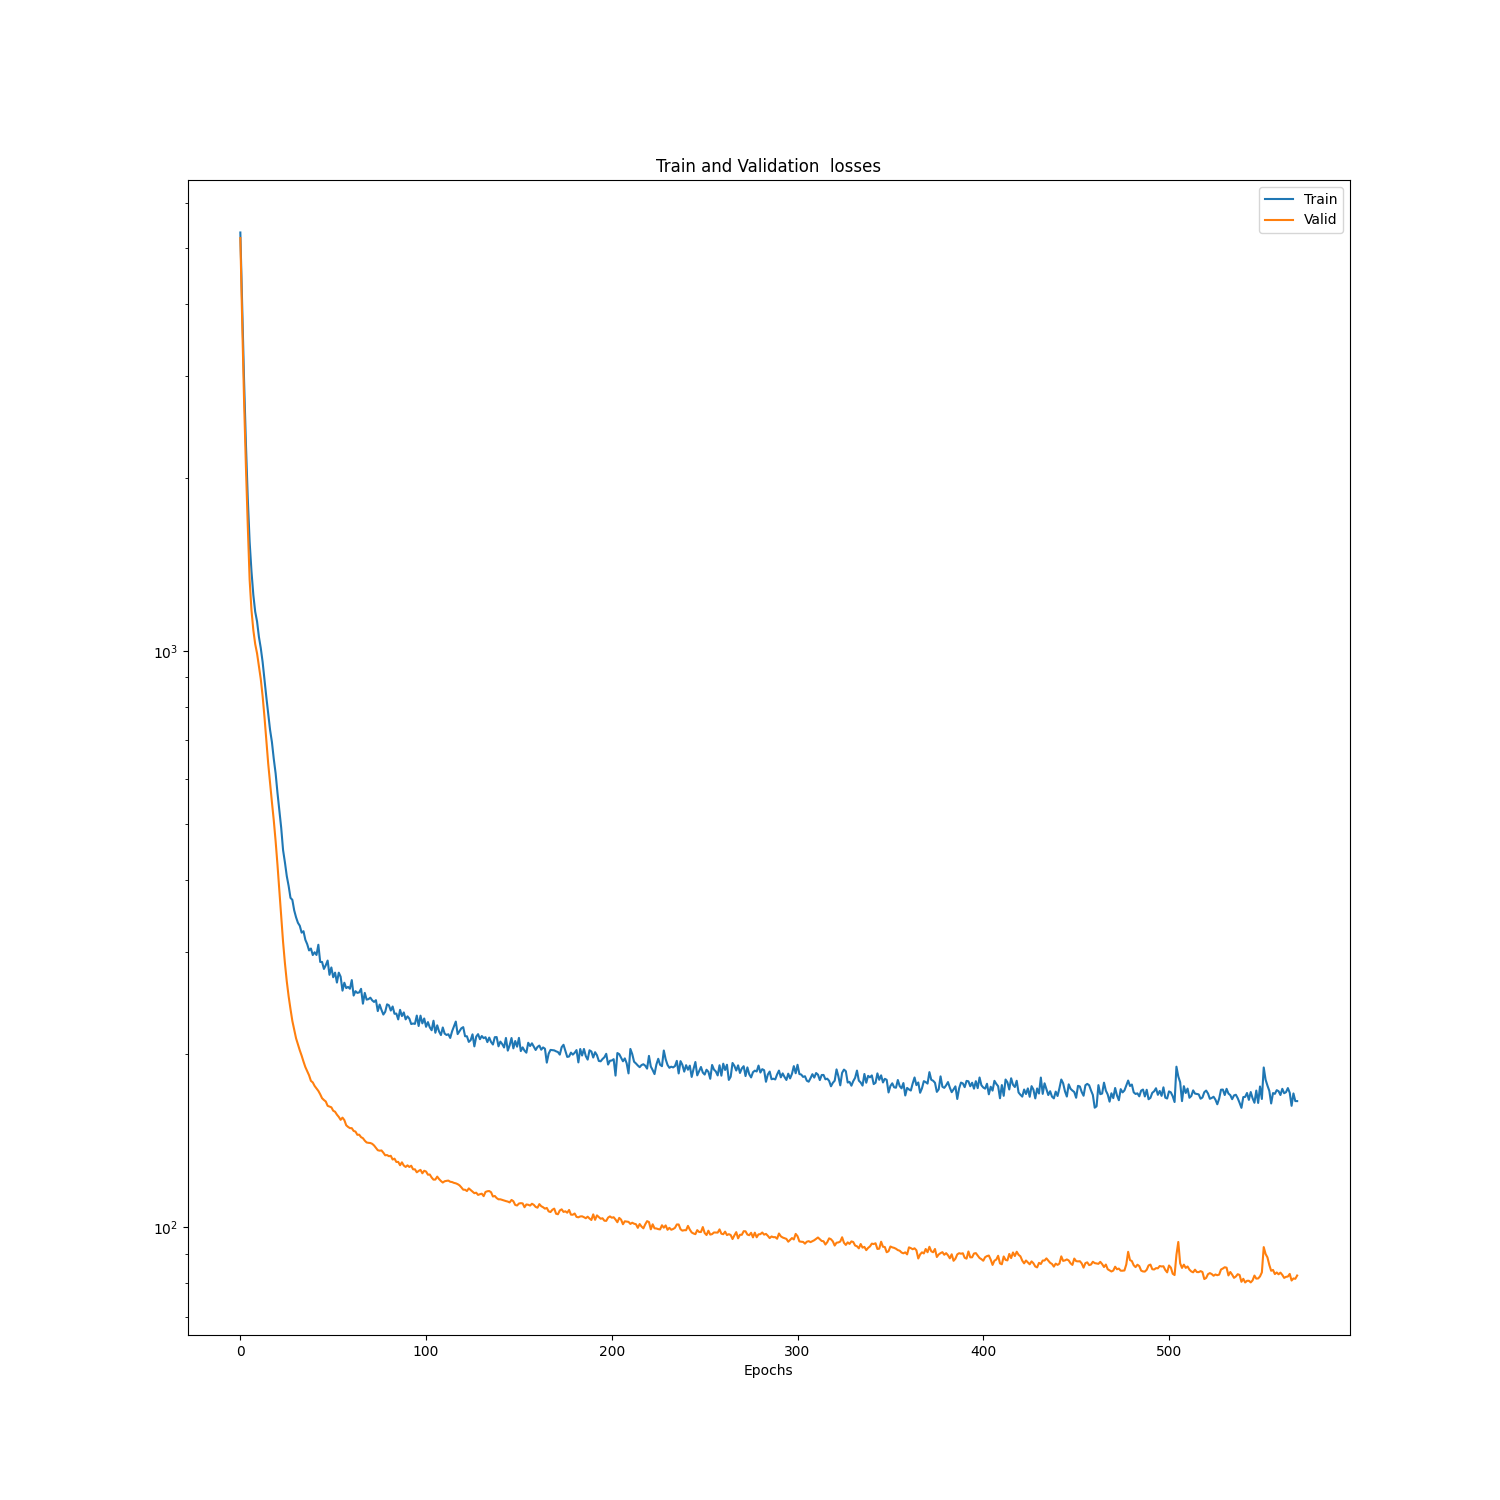 Train and Validation  losses
Train
Valid
10³
10²
0 100 200 300 400 500
Epochs